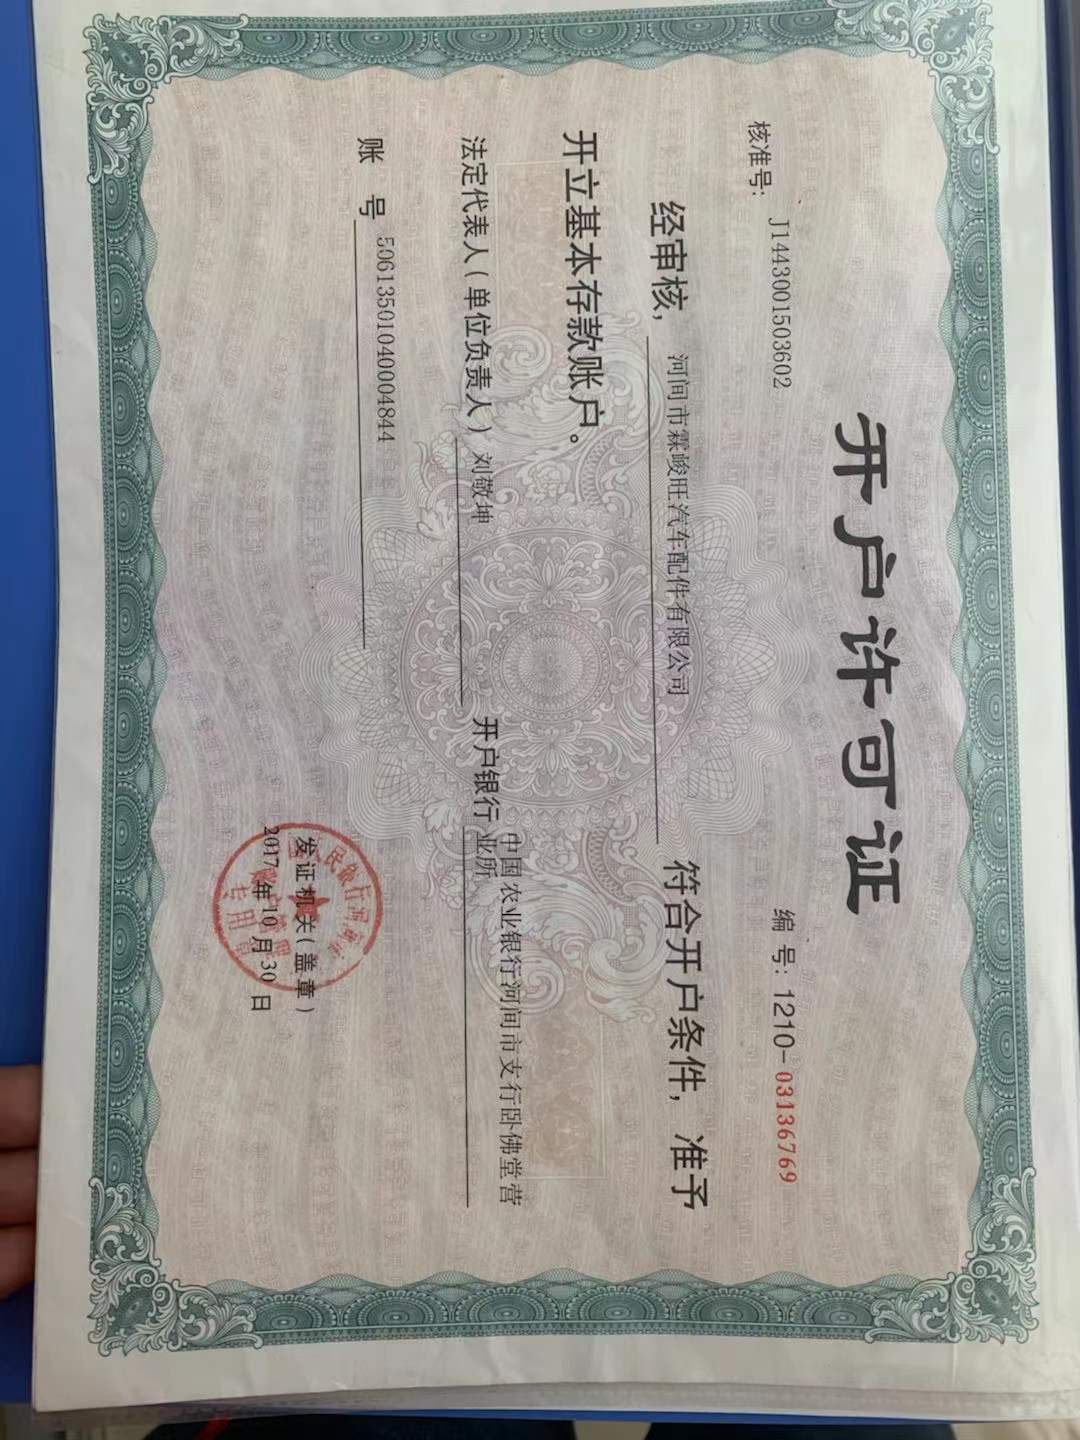 开户许可证
核准号: J1443001503602
编号: 1210-03136769
经审核, 河间市霖峻旺汽车配件有限公司 符合开户条件, 准予
开立基本存款账户。
法定代表人(单位负责人) 刘敬坤 开户银行 中国农业银行河间市支行卧佛堂营
业所
账 号 50613501040004844
发证机关(盖章)
2017年10月30日
专用章